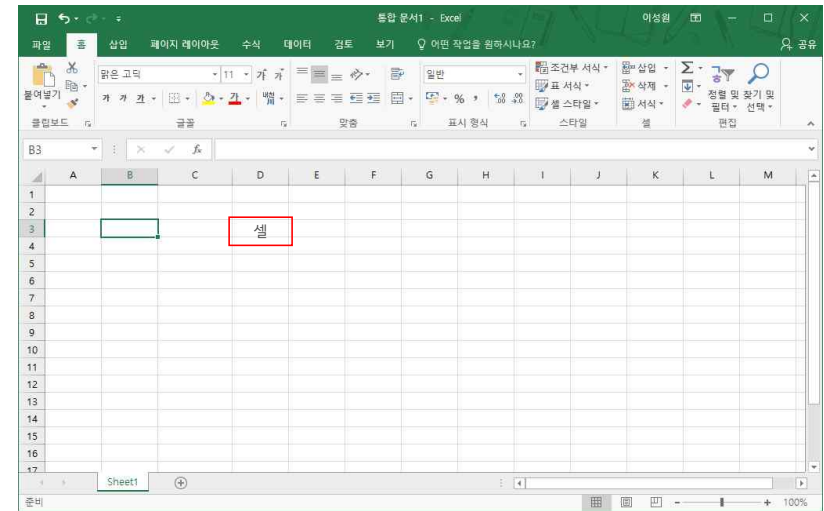 통합 문서1 - Excel 이성원
파일 홈 삽입 페이지 레이아웃 수식 데이터 검토 보기 어떤 작업을 원하시나요? 공유
붙여넣기 맑은 고딕 11 가 가 일반 조건부 서식 삽입
가 가 가 가 내천 % , 표 서식 삭제 정렬 및 필터 찾기 및 선택
셀 스타일 서식
클립보드 글꼴 맞춤 표시 형식 스타일 셀 편집
B3 fx
A B C D E F G H I J K L M
1
2
3 셀
4
5
6
7
8
9
10
11
12
13
14
15
16
17
Sheet1
준비 100%